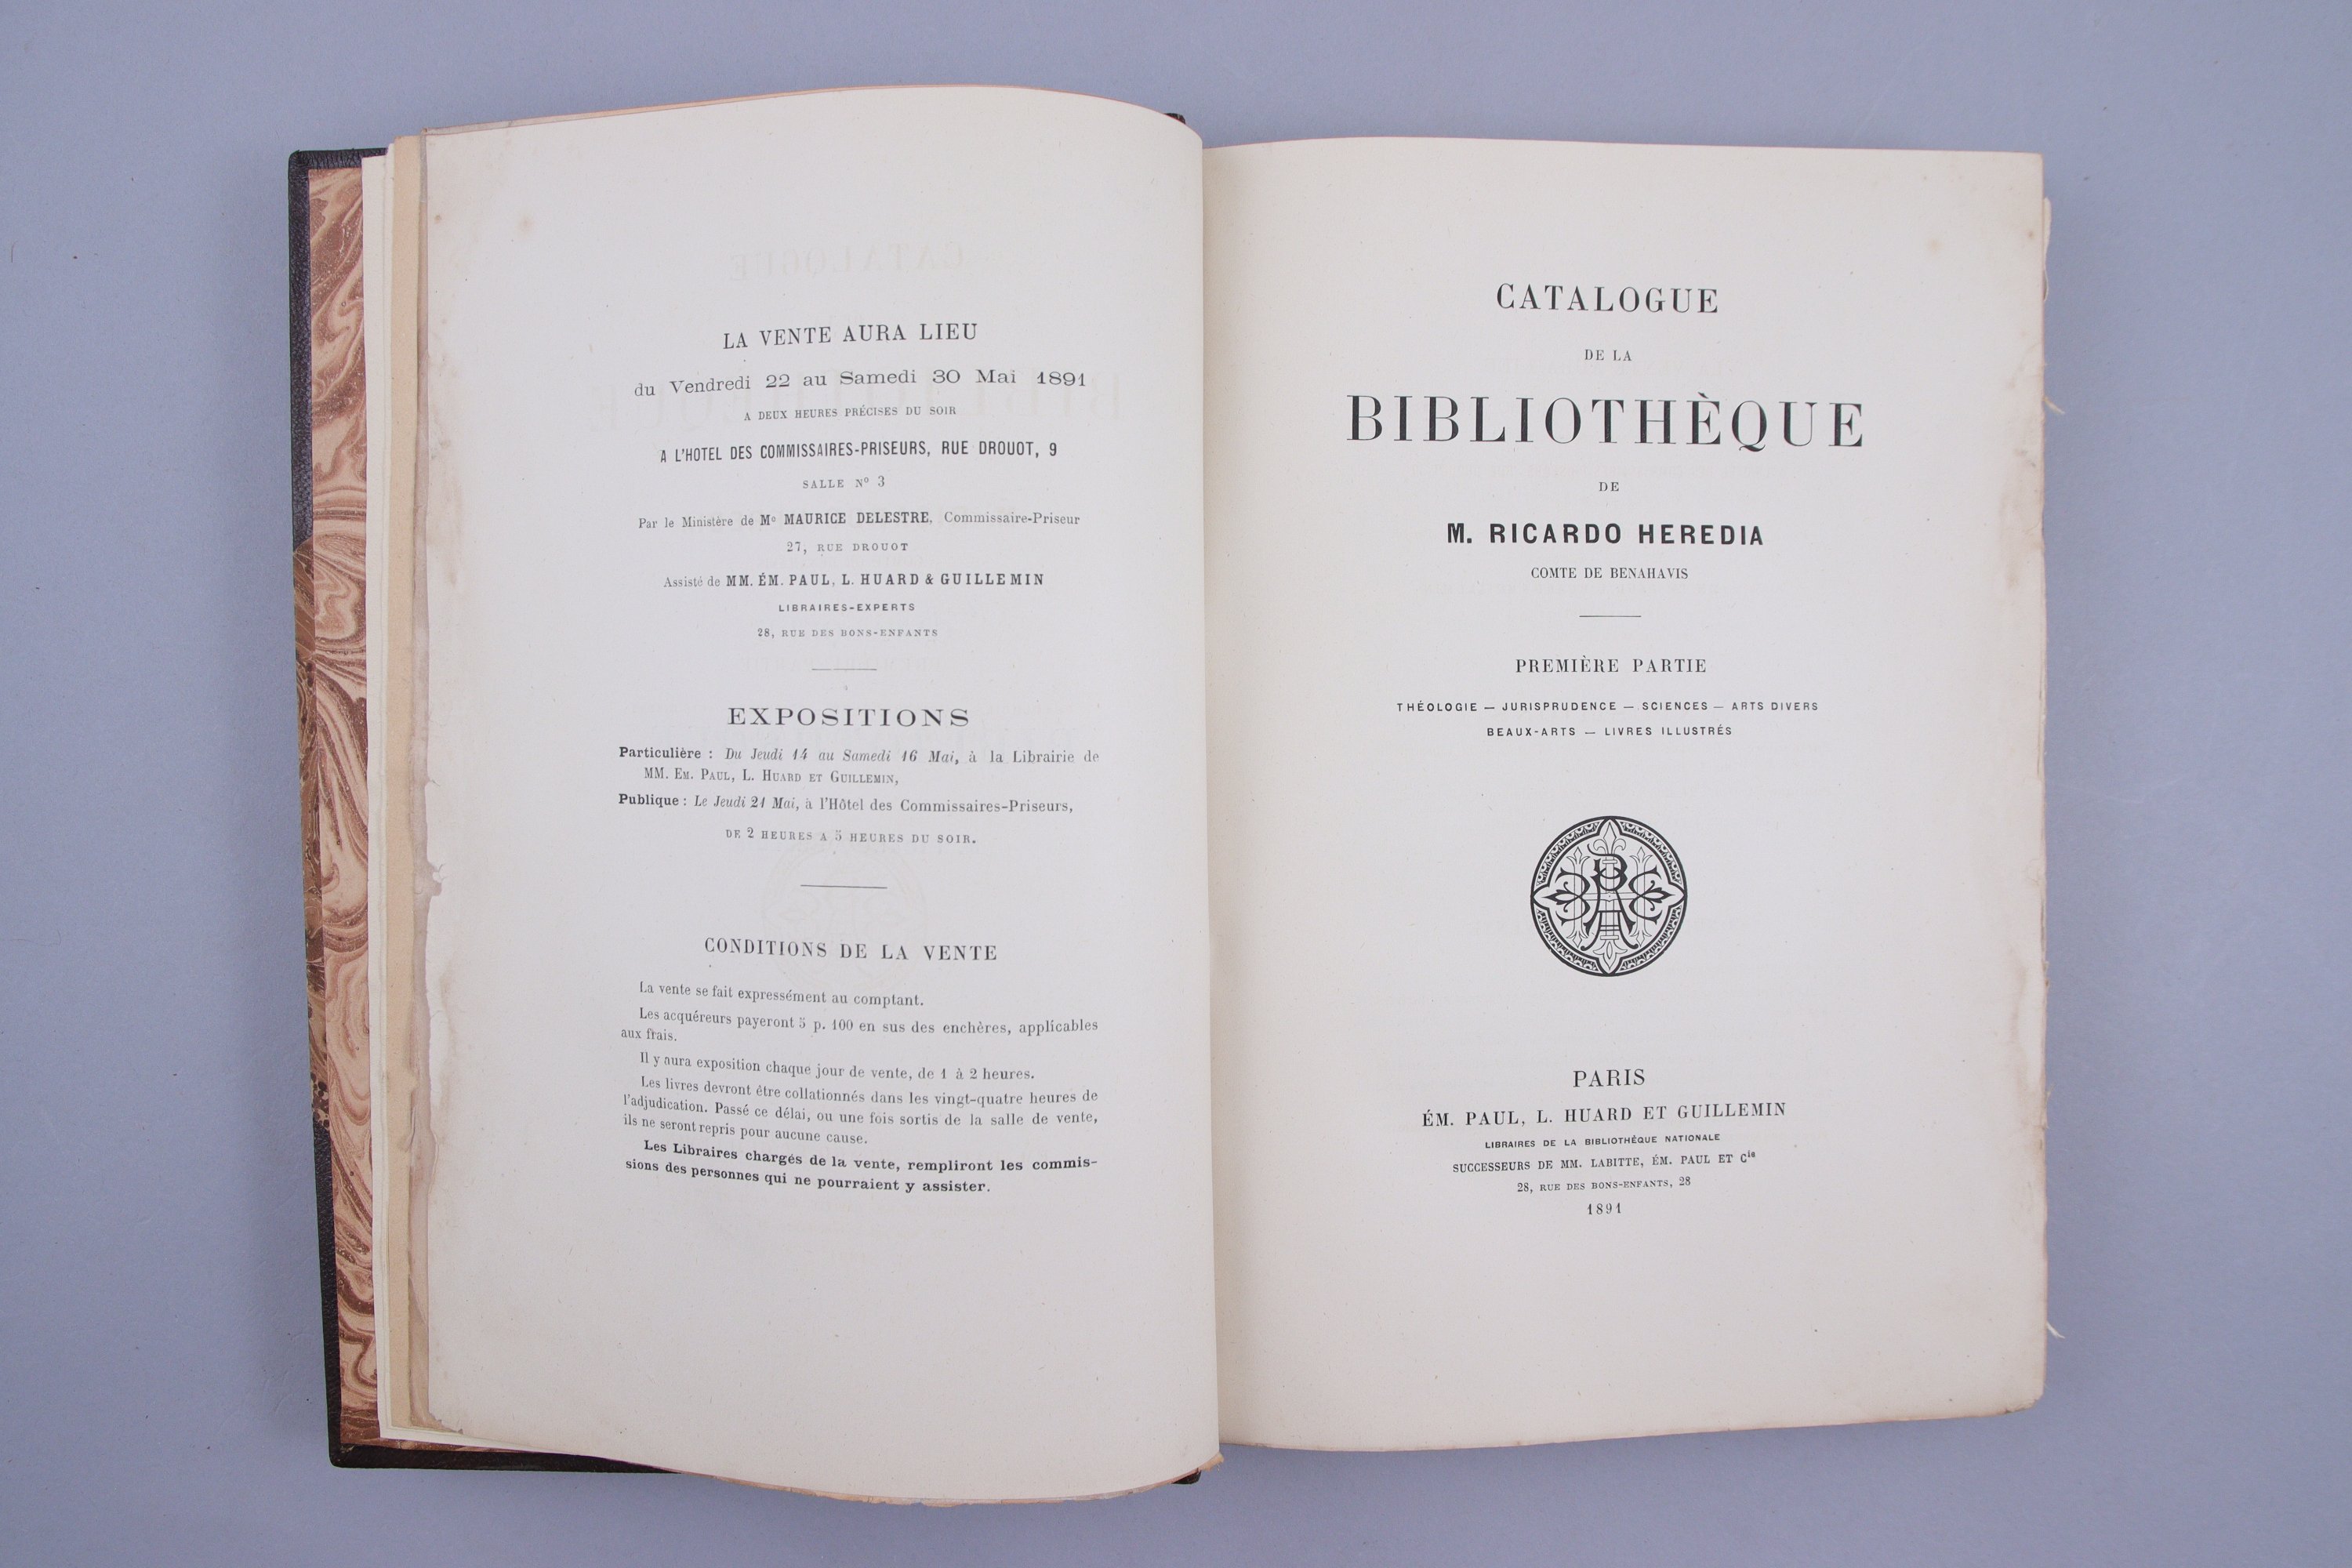 LA VENTE AURA LIEU
du Vendredi 22 au Samedi 30 Mai 1891
A DEUX HEURES PRÉCISES DU SOIR
A L'HOTEL DES COMMISSAIRES-PRISEURS, RUE DROUOT, 9
SALLE Nº 3
Par le Ministère de Me MAURICE DELESTRE, Commissaire-Priseur
27, RUE DROUOT
Assisté de MM. ÉM. PAUL, L. HUARD & GUILLEMIN
LIBRAIRES-EXPERTS
28, RUE DES BONS-ENFANTS
EXPOSITIONS
Particulière : Du Jeudi 14 au Samedi 16 Mai, à la Librairie de
MM. EM. PAUL, L. HUARD ET GUILLEMIN,
Publique : Le Jeudi 21 Mai, à l'Hôtel des Commissaires-Priseurs,
DE 2 HEURES A 5 HEURES DU SOIR.
CONDITIONS DE LA VENTE
La vente se fait expressément au comptant.
Les acquéreurs payeront 5 p. 100 en sus des enchères, applicables
aux frais.
Il y aura exposition chaque jour de vente, de 1 à 2 heures.
Les livres devront être collationnés dans les vingt-quatre heures de
l'adjudication. Passé ce délai, ou une fois sortis de la salle de vente,
ils ne seront repris pour aucune cause.
Les Libraires chargés de la vente, rempliront les commis-
sions des personnes qui ne pourraient y assister.
CATALOGUE
DE LA
BIBLIOTHÈQUE
DE
M. RICARDO HEREDIA
COMTE DE BENAHAVIS
PREMIÈRE PARTIE
THÉOLOGIE — JURISPRUDENCE — SCIENCES — ARTS DIVERS
BEAUX-ARTS — LIVRES ILLUSTRÉS
PARIS
ÉM. PAUL, L. HUARD ET GUILLEMIN
LIBRAIRES DE LA BIBLIOTHÈQUE NATIONALE
SUCCESSEURS DE MM. LABITTE, ÉM. PAUL ET Cie
28, RUE DES BONS-ENFANTS, 28
1891